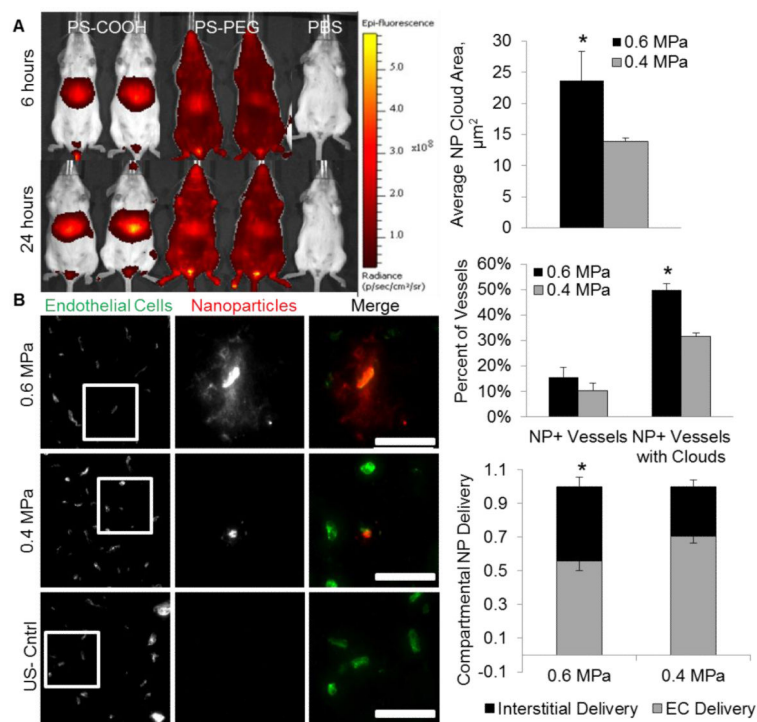 A
PS-COOH PS-PEG PBS
6 hours
24 hours
Epi-fluorescence
5.0
4.0
x10⁸
3.0
2.0
1.0
Radiance
(p/sec/cm²/sr)
B
Endothelial Cells Nanoparticles Merge
0.6 MPa
0.4 MPa
US- Cntrl
Average NP Cloud Area,
µm²
35
30
25
20
15
10
5
0
*
0.6 MPa
0.4 MPa
Percent of Vessels
60%
50%
40%
30%
20%
10%
0%
0.6 MPa
0.4 MPa
*
NP+ Vessels NP+ Vessels
with Clouds
Compartmental NP Delivery
1.1
0.9
0.7
0.5
0.3
0.1
-0.1
*
0.6 MPa 0.4 MPa
Interstitial Delivery EC Delivery